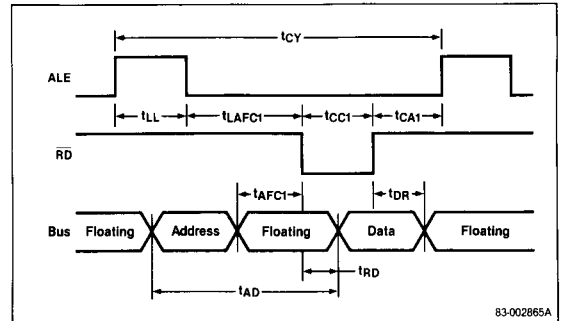 tCY
ALE
tLL tLAFC1 tCC1 tCA1
RD
tAFC1 tDR
Bus Floating Address Floating Data Floating
tRD
tAD
83-002865A